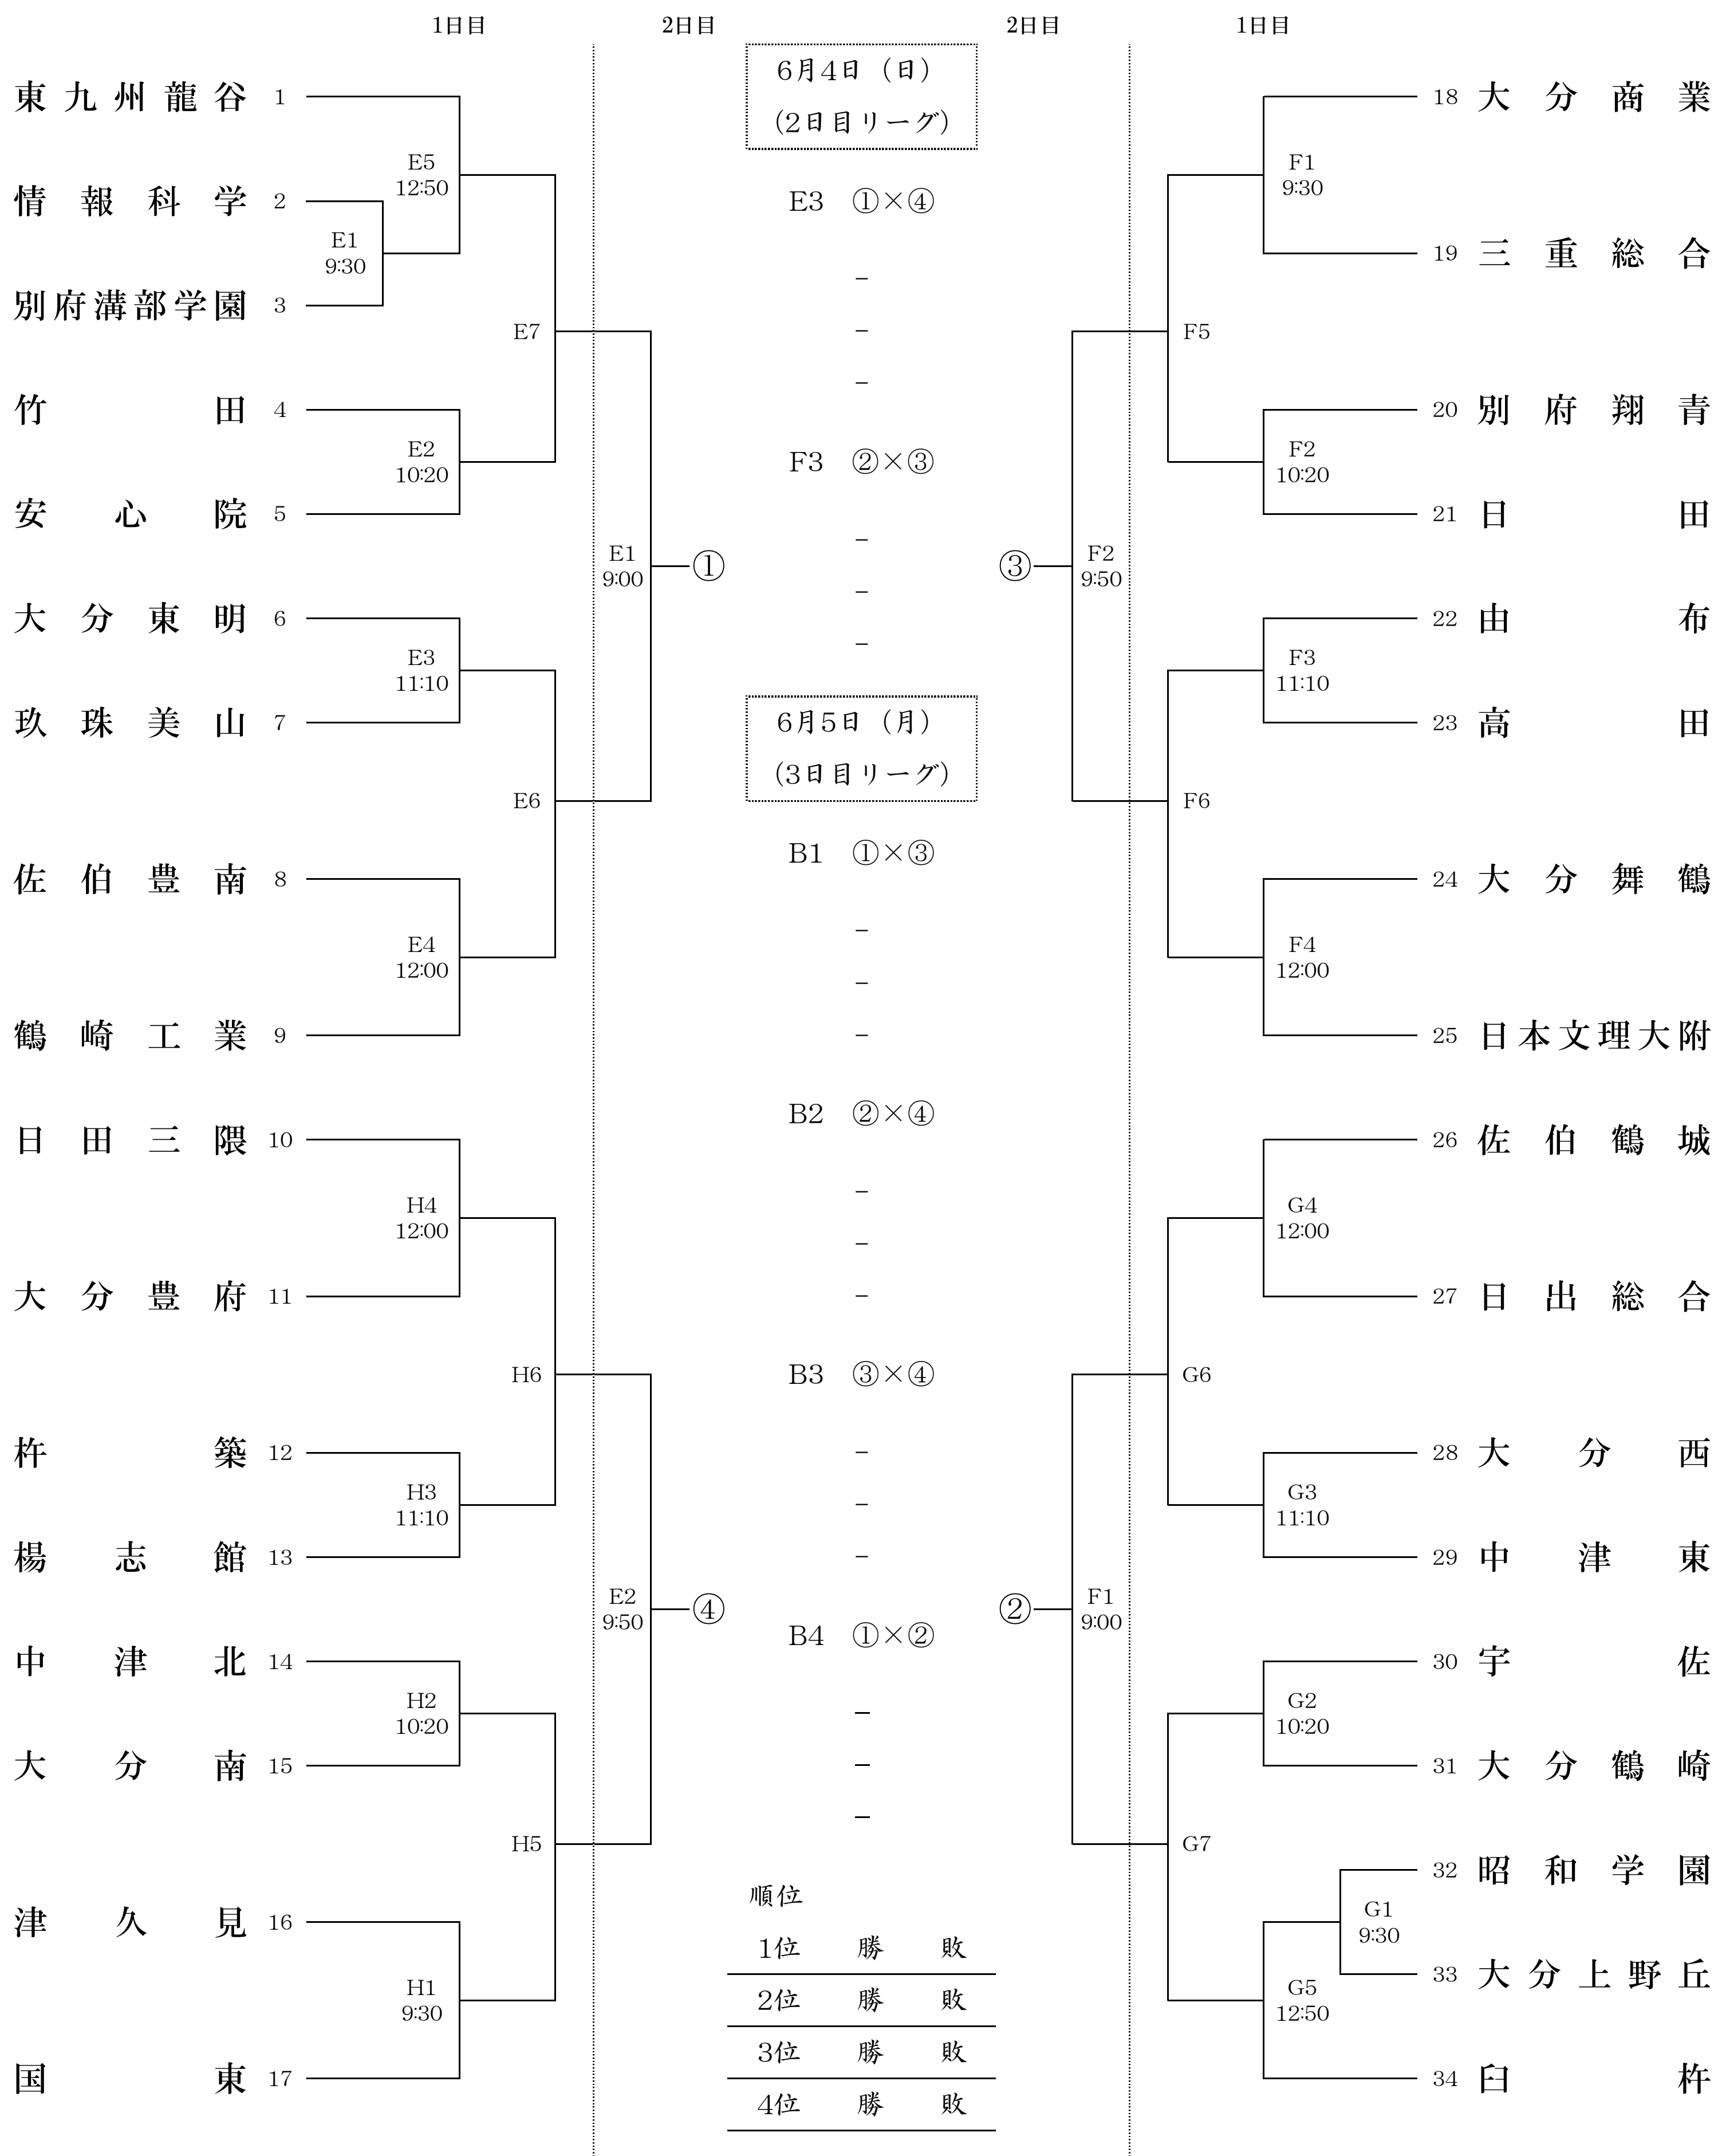 1日目 2日目 2日目 1日目
東九州龍谷 1
情報科学 2
別府溝部学園 3
竹田 4
安心院 5
大分東明 6
玖珠美山 7
佐伯豊南 8
鶴崎工業 9
日田三隈 10
大分豊府 11
杵築 12
楊志館 13
中津北 14
大分南 15
津久見 16
国東 17
E5
12:50
E1
9:30
E2
10:20
E3
11:10
E4
12:00
H4
12:00
H3
11:10
H2
10:20
H1
9:30
E7
E6
H6
H5
E1
9:00
①
E2
9:50
④
6月4日（日）
（2日目リーグ）
E3 ①×④
–
–
–
F3 ②×③
–
–
–
6月5日（月）
（3日目リーグ）
B1 ①×③
–
–
–
B2 ②×④
–
–
–
B3 ③×④
–
–
–
B4 ①×②
–
–
–
順位
1位 勝 敗
2位 勝 敗
3位 勝 敗
4位 勝 敗
③
F2
9:50
②
F1
9:00
F5
F6
G6
G7
F1
9:30
F2
10:20
F3
11:10
F4
12:00
G4
12:00
G3
11:10
G2
10:20
G1
9:30
G5
12:50
18 大分商業
19 三重総合
20 別府翔青
21 日田
22 由布
23 高田
24 大分舞鶴
25 日本文理大附
26 佐伯鶴城
27 日出総合
28 大分西
29 中津東
30 宇佐
31 大分鶴崎
32 昭和学園
33 大分上野丘
34 臼杵